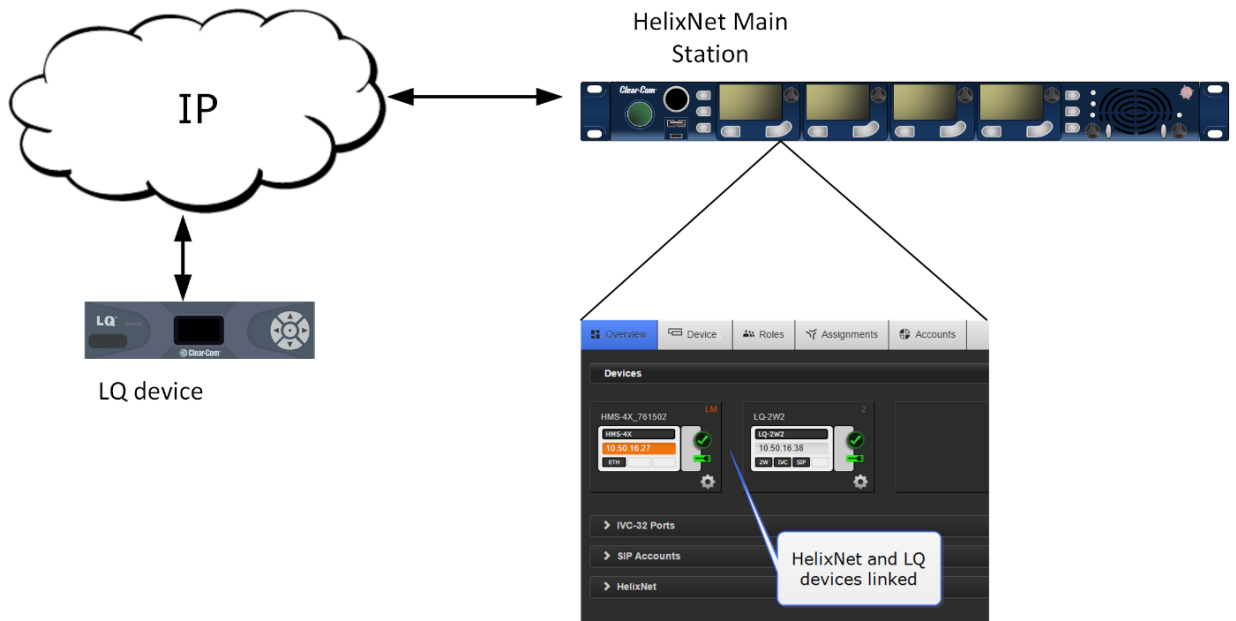 HelixNet Main
Station
IP
Clear-Com
LQ
Clear-Com
LQ device
Overview
Device
Roles
Assignments
Accounts
Devices
HMS-4X_761502
LM
HMS-4X
10.50.16.27
ETH
LQ-2W2
2
LQ-2W2
10.50.16.38
2W IVC SIP
IVC-32 Ports
SIP Accounts
HelixNet
HelixNet and LQ
devices linked